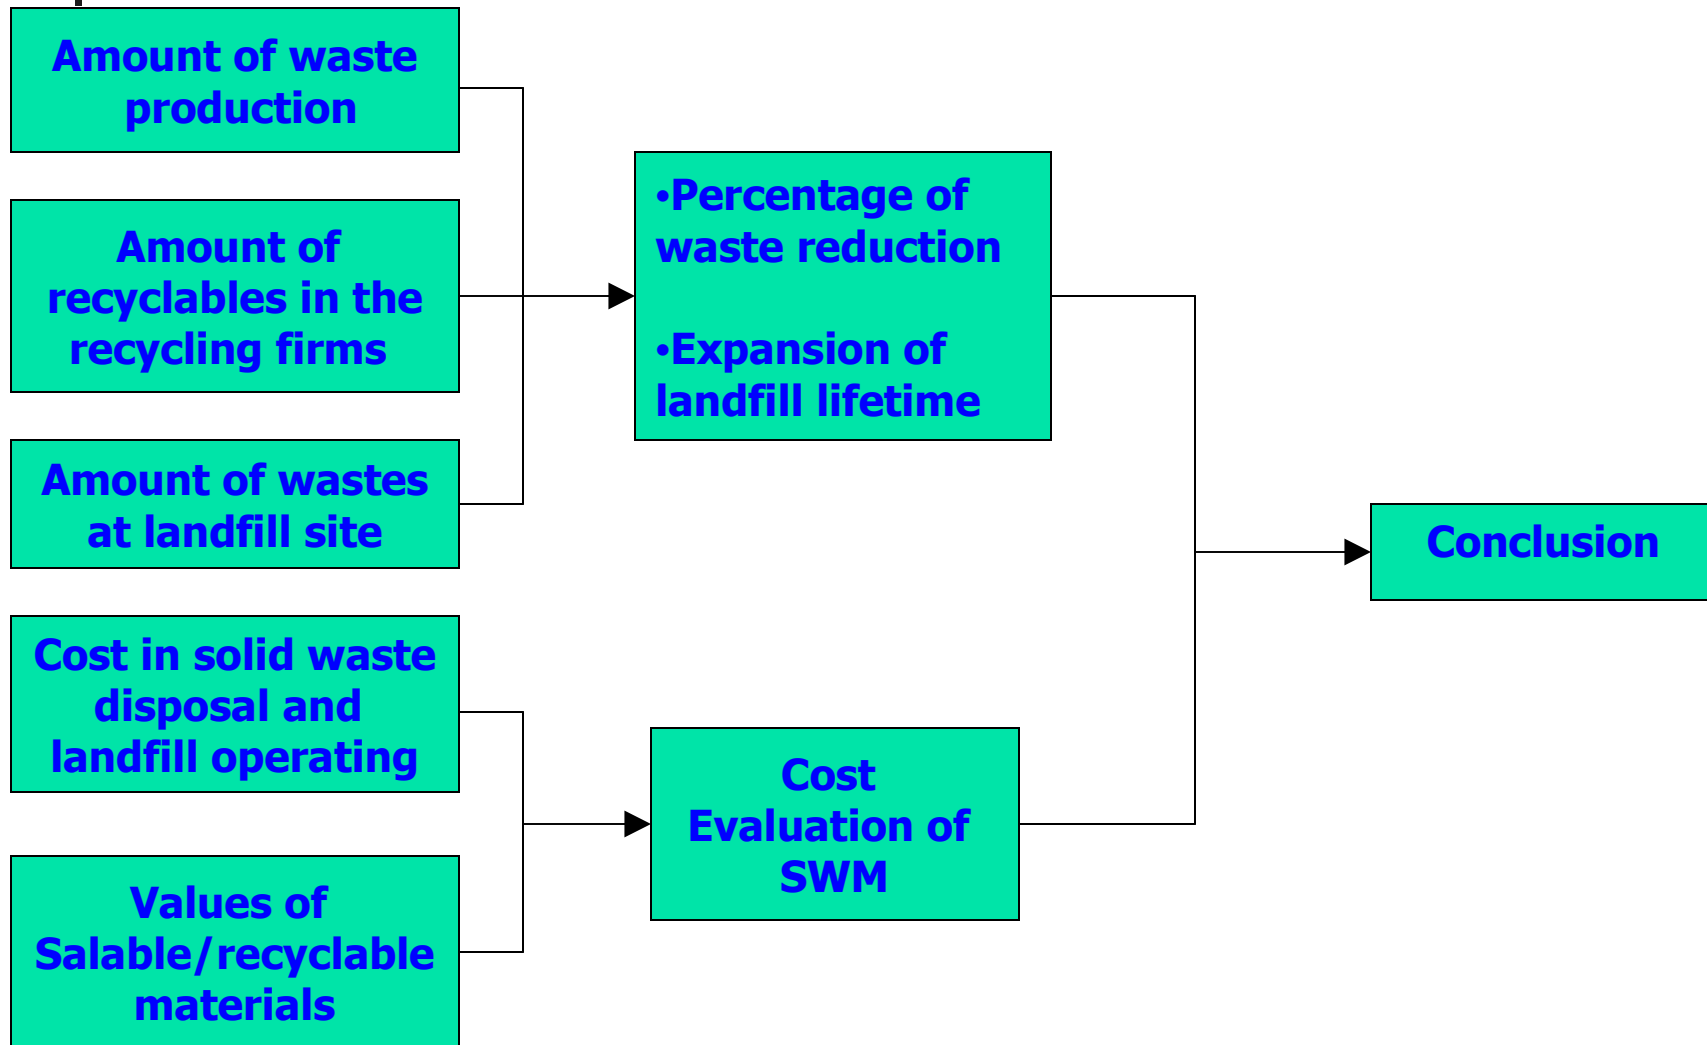 Amount of waste
production
Amount of
recyclables in the
recycling firms
Amount of wastes
at landfill site
Cost in solid waste
disposal and
landfill operating
Values of
Salable/recyclable
materials
•Percentage of
waste reduction
•Expansion of
landfill lifetime
Cost
Evaluation of
SWM
Conclusion